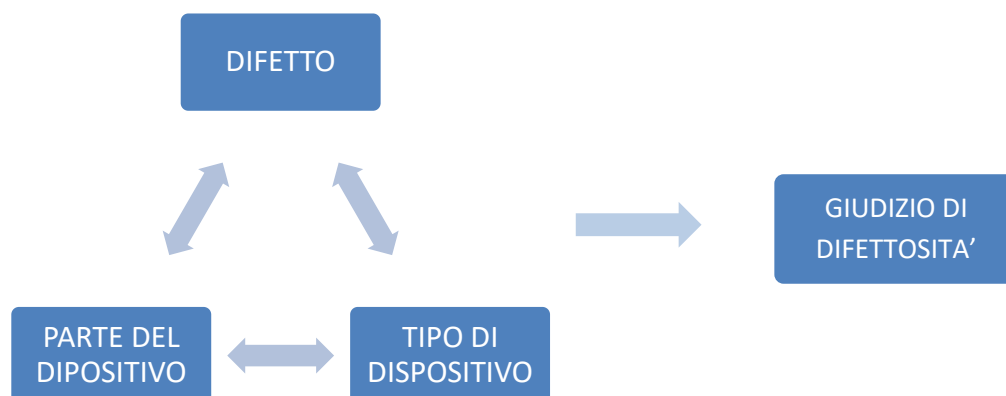 DIFETTO
GIUDIZIO DI
DIFETTOSITA’
PARTE DEL
DIPOSITIVO
TIPO DI
DISPOSITIVO